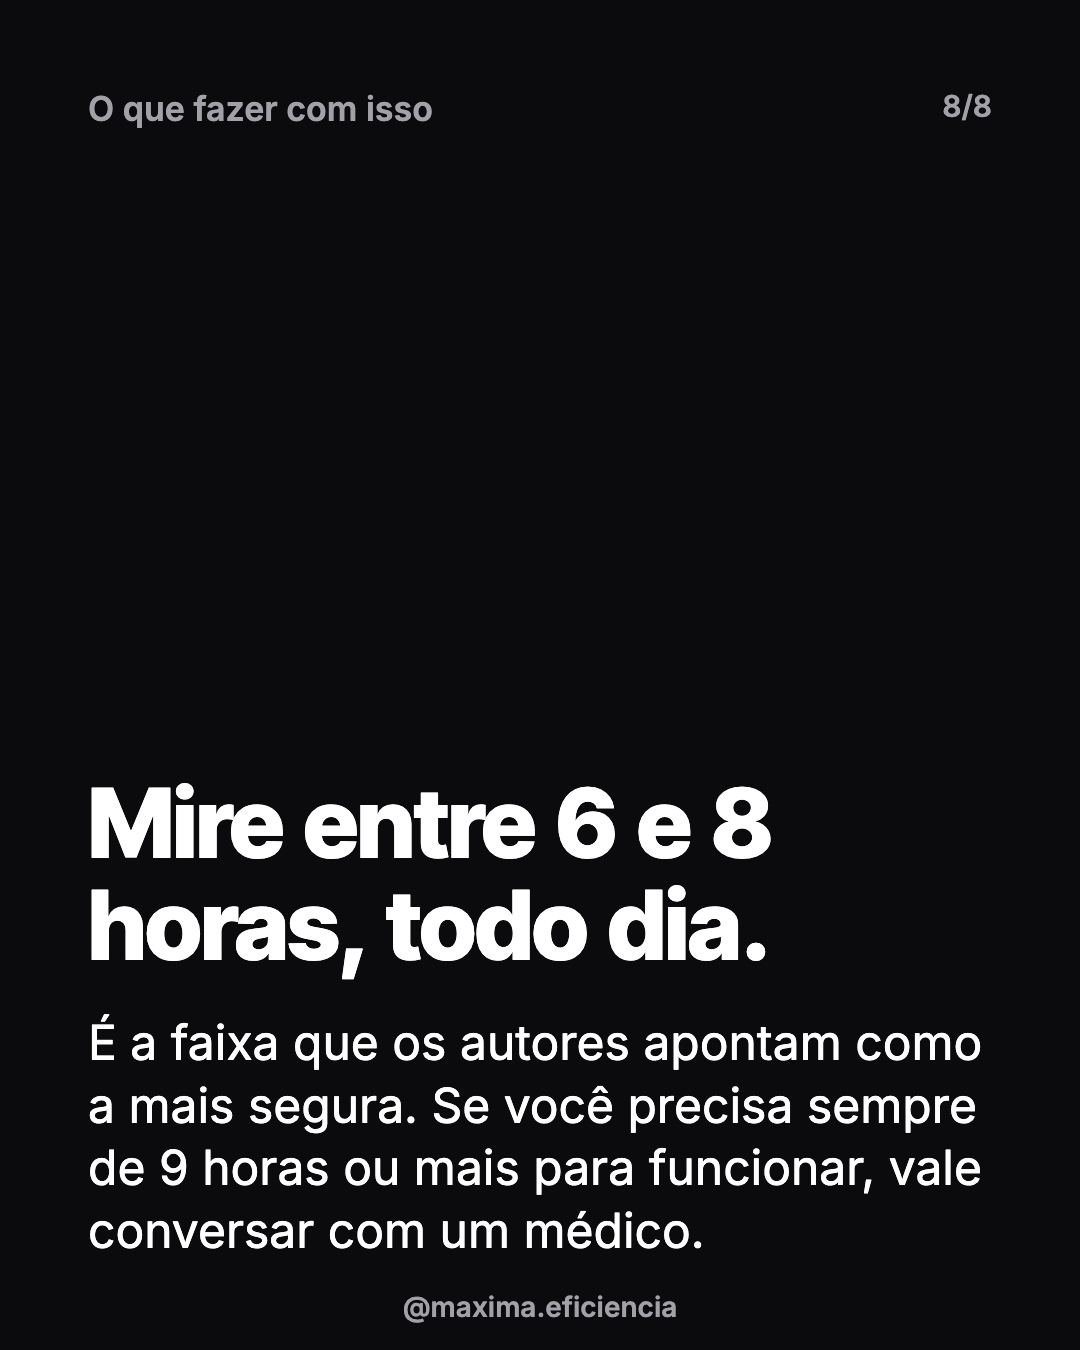 O que fazer com isso
8/8
Mire entre 6 e 8
horas, todo dia.
É a faixa que os autores apontam como
a mais segura. Se você precisa sempre
de 9 horas ou mais para funcionar, vale
conversar com um médico.
@maxima.eficiencia